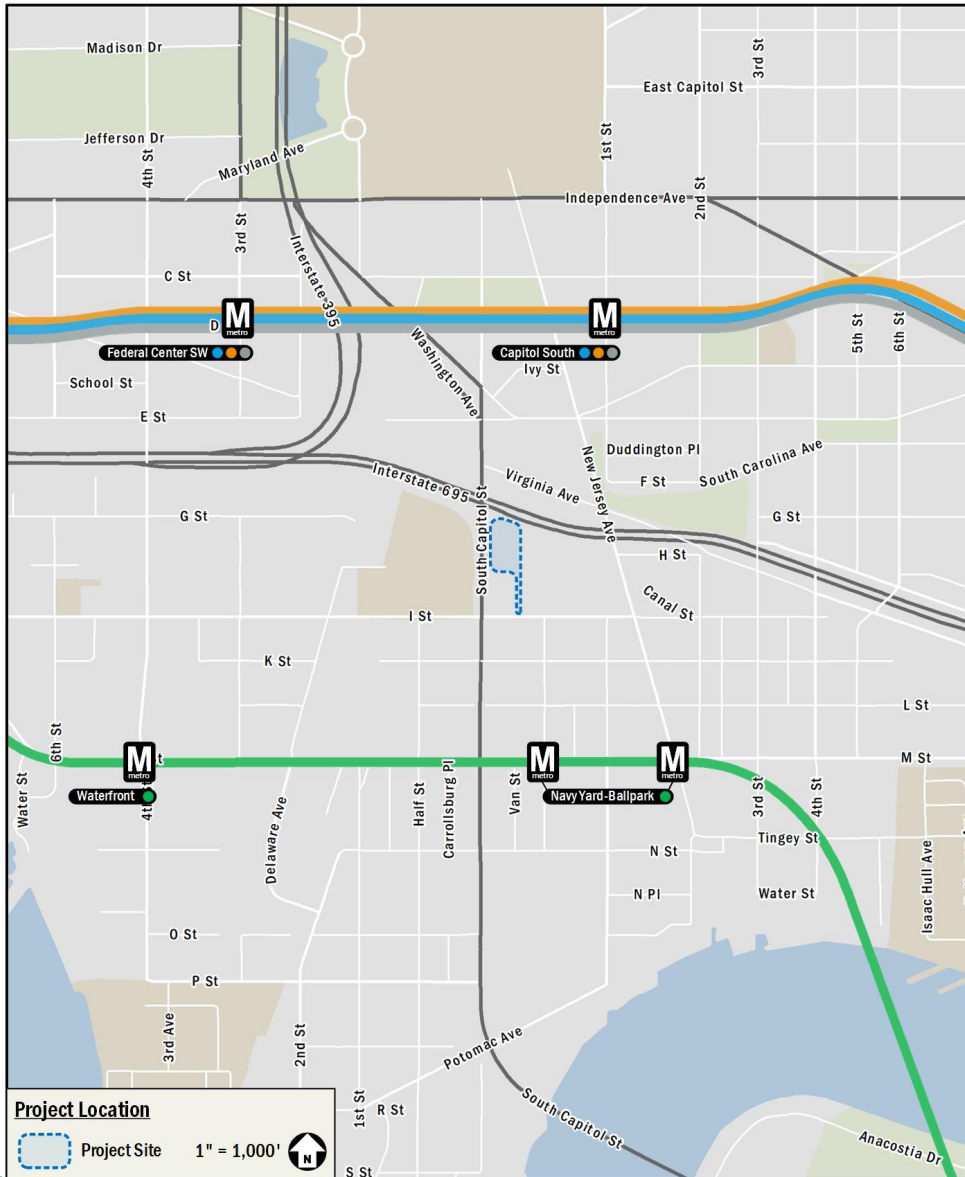 Madison Dr
3rd St
East Capitol St
Jefferson Dr
4th St
Maryland Ave
1st St
2nd St
Independence Ave
3rd St
Interstate 395
C St
D
M
metro
M
metro
5th St
6th St
Federal Center SW
Capitol South
Washington Ave
Ivy St
School St
E St
Duddington Pl
South Carolina Ave
New Jersey Ave
F St
Virginia Ave
Interstate 695
South Capitol St
G St
G St
H St
Canal St
I St
K St
L St
6th St
M
metro
t
M
metro
M
metro
M St
Water St
Waterfront
4th St
Half St
Carrollsburg Pl
Van St
Navy Yard-Ballpark
3rd St
4th St
Delaware Ave
Tingey St
N St
Isaac Hull Ave
N Pl
Water St
O St
P St
3rd Ave
2nd St
Potomac Ave
1st St
R St
South Capitol St
Anacostia Dr
S St
Project Location
Project Site
1" = 1,000'
N